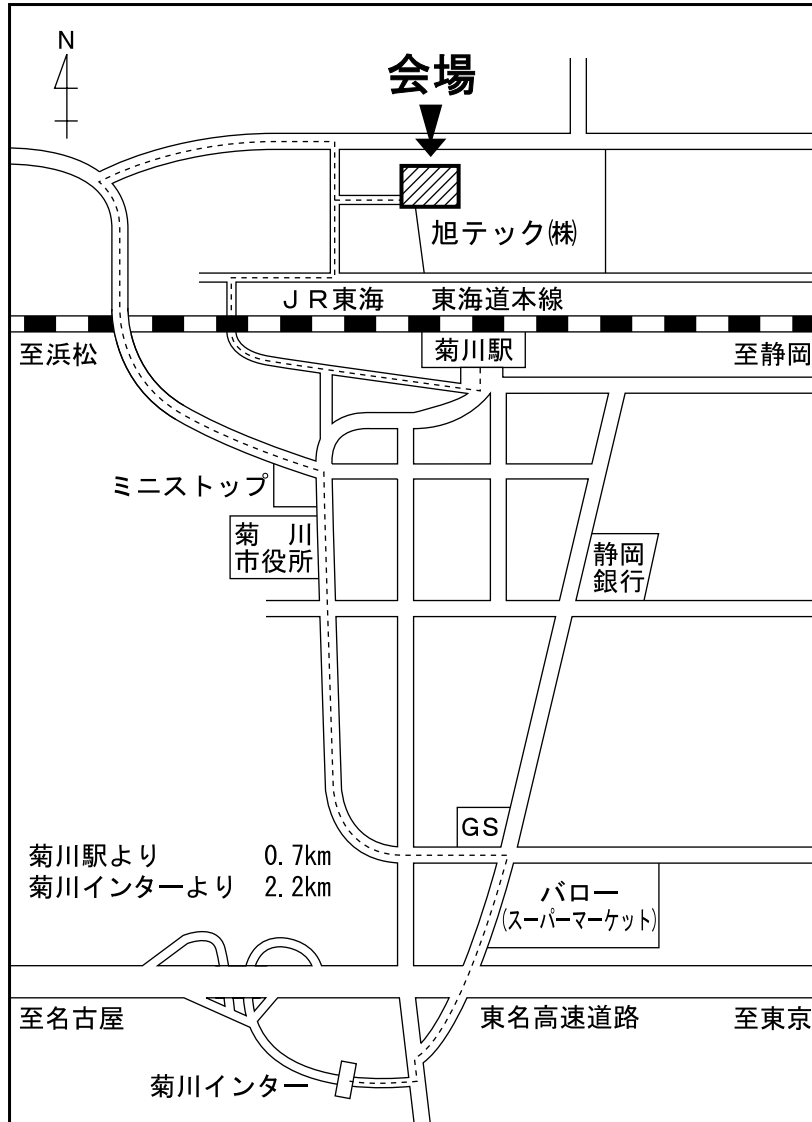 N
会場
旭テック㈱
ＪＲ東海 東海道本線
至浜松
菊川駅
至静岡
ミニストップ
菊 川
市役所
静岡
銀行
GS
菊川駅より 0.7km
菊川インターより 2.2km
バロー
(スーパーマーケット)
至名古屋
東名高速道路
至東京
菊川インター